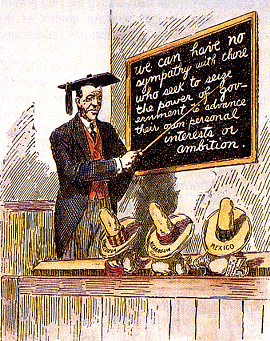 we can have no
sympathy with those
who seek to seize
the power of gov-
ernment to advance
their own personal
interests or
ambition.
NICARAGUA
MEXICO